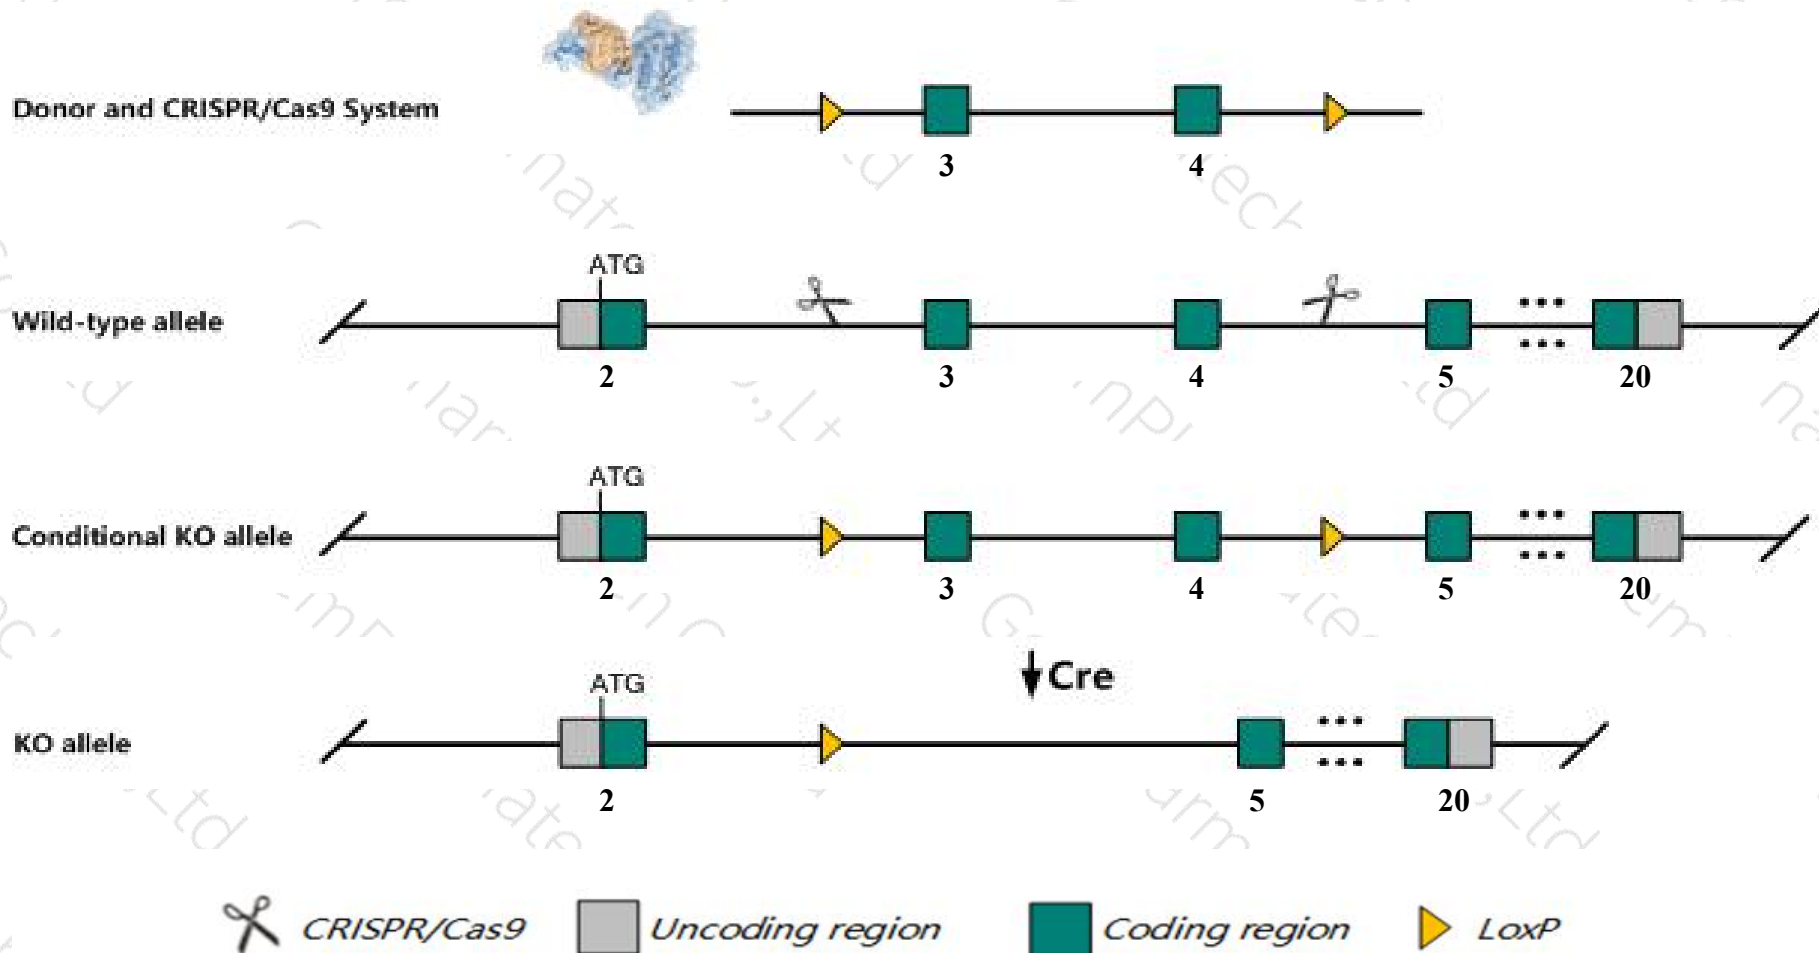 Donor and CRISPR/Cas9 System
3 4
ATG
Wild-type allele
2 3 4 5 20
ATG
Conditional KO allele
2 3 4 5 20
Cre
ATG
KO allele
2 5 20
CRISPR/Cas9 Uncoding region Coding region LoxP